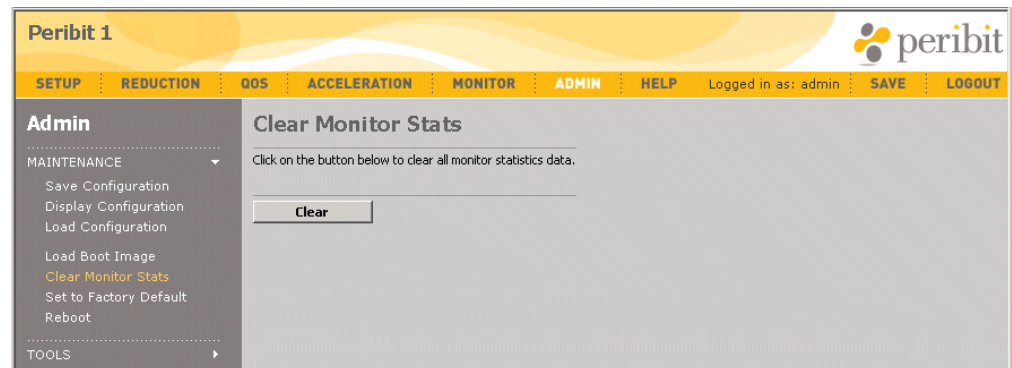 Peribit 1
peribit
SETUP REDUCTION QOS ACCELERATION MONITOR ADMIN HELP Logged in as: admin SAVE LOGOUT
Admin
MAINTENANCE
Save Configuration
Display Configuration
Load Configuration
Load Boot Image
Clear Monitor Stats
Set to Factory Default
Reboot
TOOLS
Clear Monitor Stats
Click on the button below to clear all monitor statistics data.
Clear